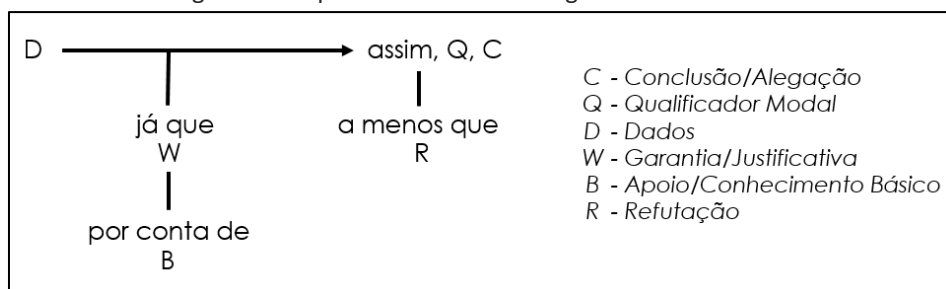 D
assim, Q, C
já que
W
a menos que
R
por conta de
B
C - Conclusão/Alegação
Q - Qualificador Modal
D - Dados
W - Garantia/Justificativa
B - Apoio/Conhecimento Básico
R - Refutação